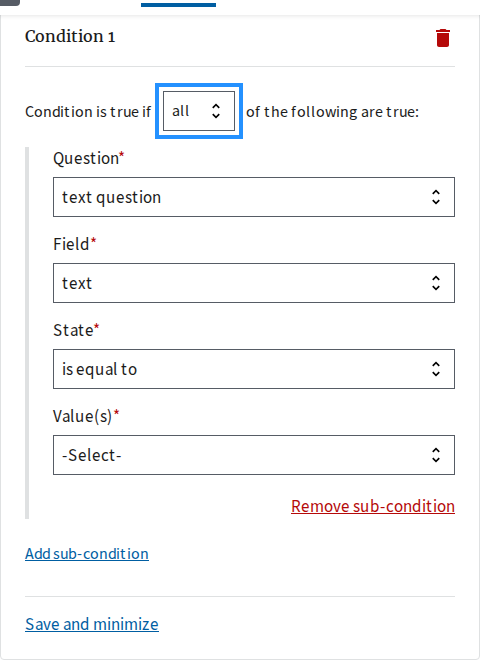 Condition 1
Condition is true if all of the following are true:
Question*
text question
Field*
text
State*
is equal to
Value(s)*
-Select-
Remove sub-condition
Add sub-condition
Save and minimize